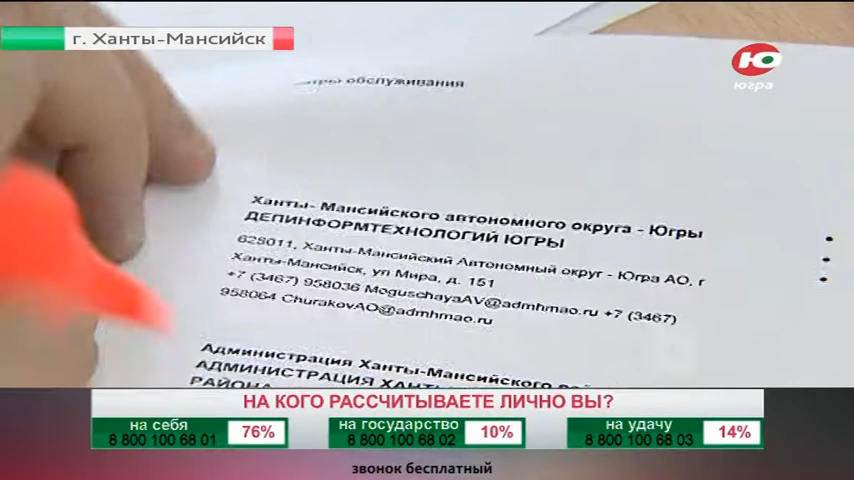 г. Ханты-Мансийск
Ю
югра
обслуживания
Ханты- Мансийского автономного округа - Югры
ДЕПИНФОРМТЕХНОЛОГИЙ ЮГРЫ
628011, Ханты-Мансийский Автономный округ - Югра АО, г
Ханты-Мансийск, ул Мира, д. 151
+7 (3467) 958036 MoguschayaAV@admhmao.ru +7 (3467)
958064 ChurakovAO@admhmao.ru
Администрация Ханты-Мансийского
АДМИНИСТРАЦИЯ
РАЙОНА
НА КОГО РАССЧИТЫВАЕТЕ ЛИЧНО ВЫ?
на себя 76%
8 800 100 68 01
на государство 10%
8 800 100 68 02
на удачу 14%
8 800 100 68 03
звонок бесплатный